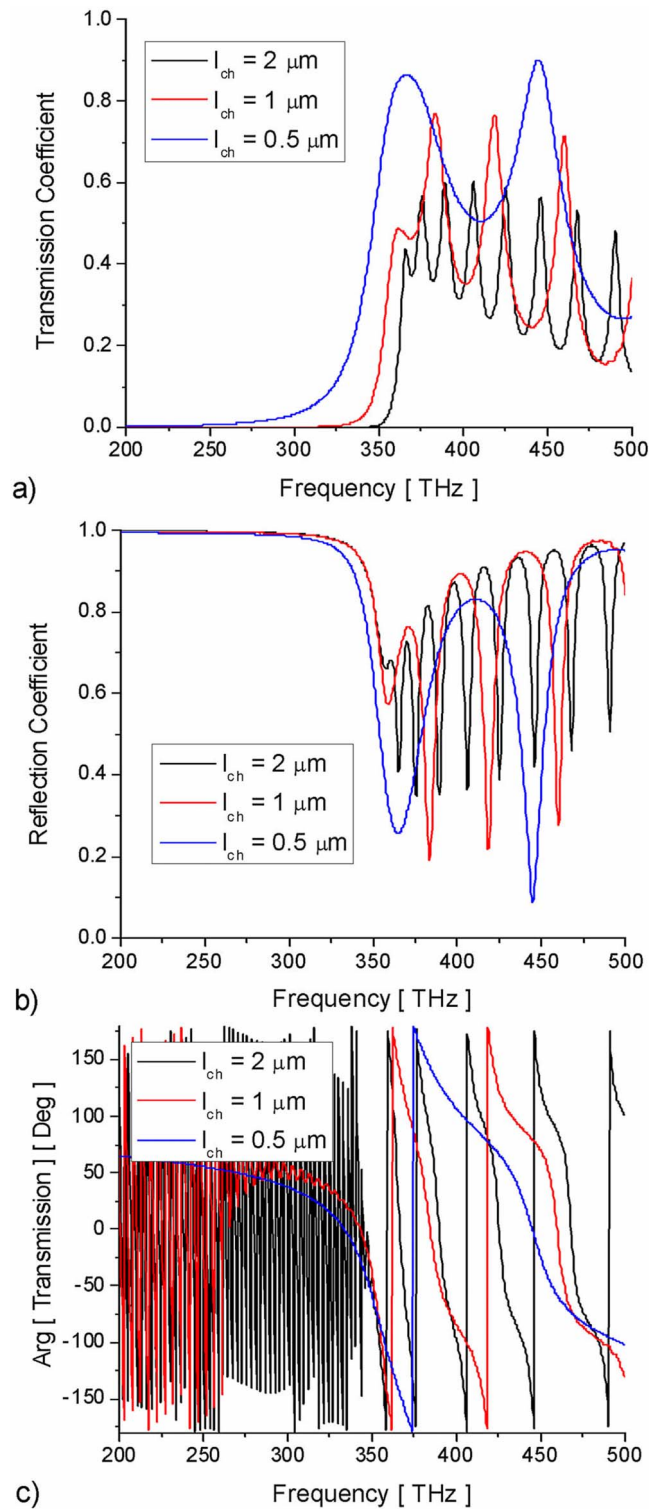 1.0
0.8
0.6
0.4
0.2
0.0
Transmission Coefficient
l_ch = 2 μm
l_ch = 1 μm
l_ch = 0.5 μm
200 250 300 350 400 450 500
Frequency [ THz ]
a)
1.0
0.8
0.6
0.4
0.2
0.0
Reflection Coefficient
l_ch = 2 μm
l_ch = 1 μm
l_ch = 0.5 μm
200 250 300 350 400 450 500
Frequency [ THz ]
b)
150
100
50
0
-50
-100
-150
Arg [ Transmission ] [ Deg ]
l_ch = 2 μm
l_ch = 1 μm
l_ch = 0.5 μm
200 250 300 350 400 450 500
Frequency [ THz ]
c)